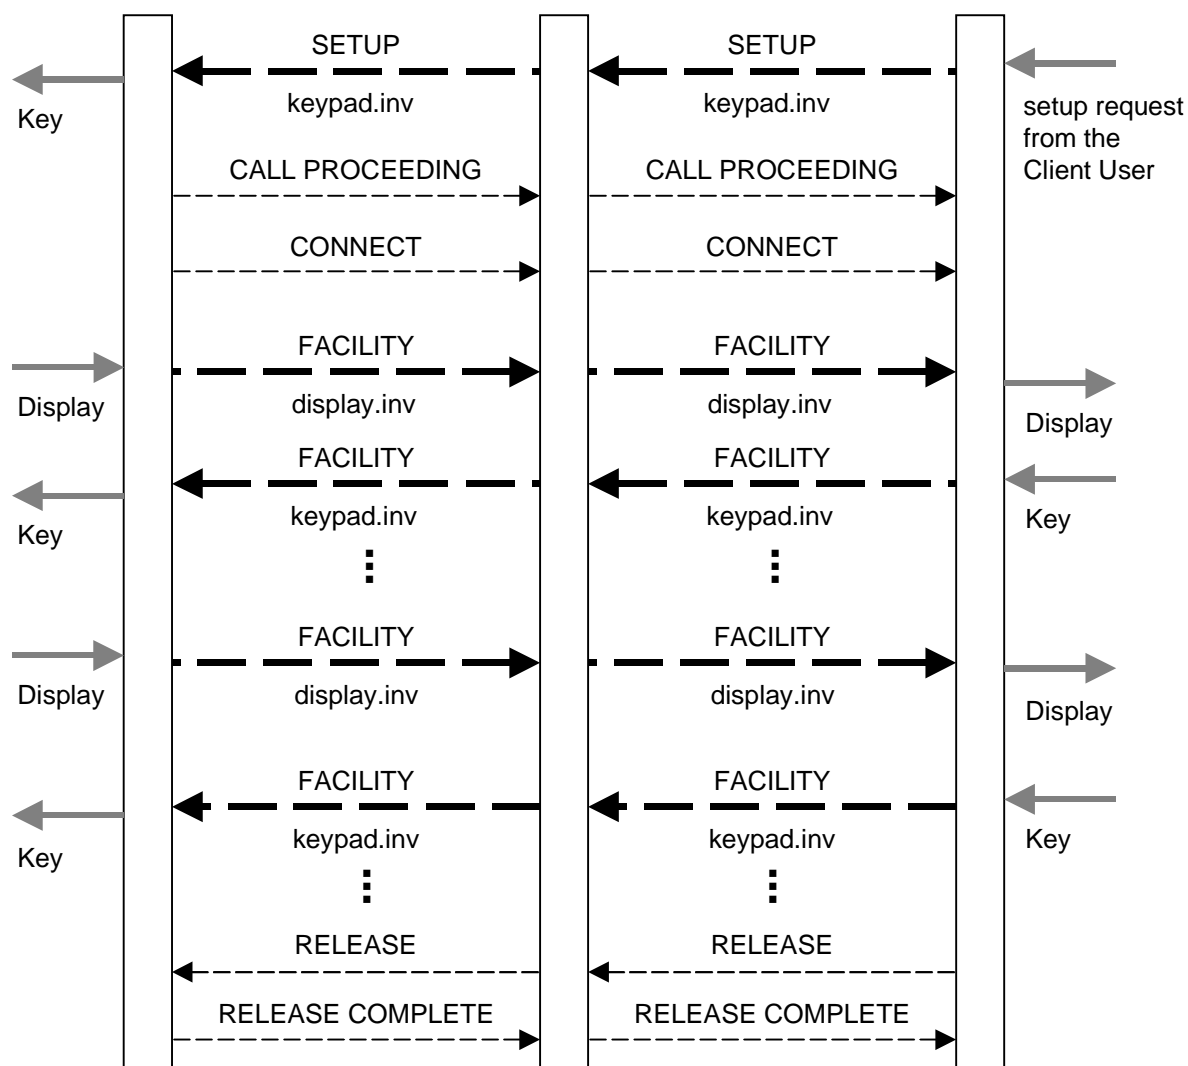 SETUP
SETUP
keypad.inv
keypad.inv
Key
setup request
from the
Client User
CALL PROCEEDING
CALL PROCEEDING
CONNECT
CONNECT
FACILITY
FACILITY
Display
display.inv
display.inv
Display
FACILITY
FACILITY
Key
keypad.inv
keypad.inv
Key
FACILITY
FACILITY
Display
display.inv
display.inv
Display
FACILITY
FACILITY
Key
keypad.inv
keypad.inv
Key
RELEASE
RELEASE
RELEASE COMPLETE
RELEASE COMPLETE